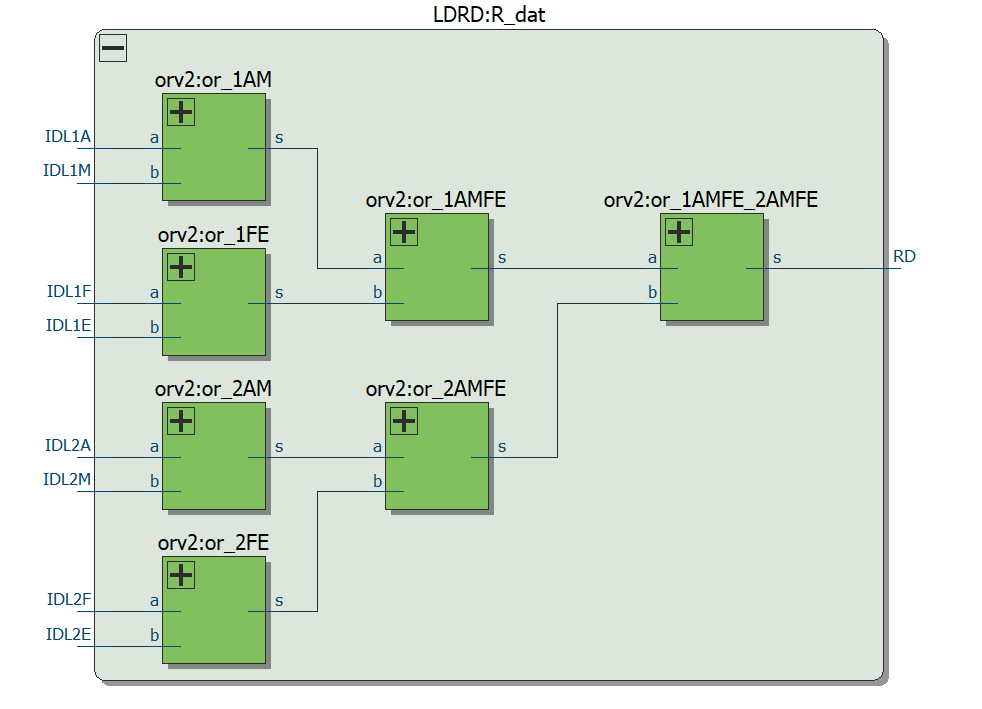 LDRD:R_dat
orv2:or_1AM
IDL1A
a
s
IDL1M
b
orv2:or_1AMFE
orv2:or_1AMFE_2AMFE
orv2:or_1FE
a
s
a
s
RD
IDL1F
a
s
b
b
IDL1E
b
orv2:or_2AM
orv2:or_2AMFE
IDL2A
a
s
a
s
IDL2M
b
b
orv2:or_2FE
IDL2F
a
s
IDL2E
b